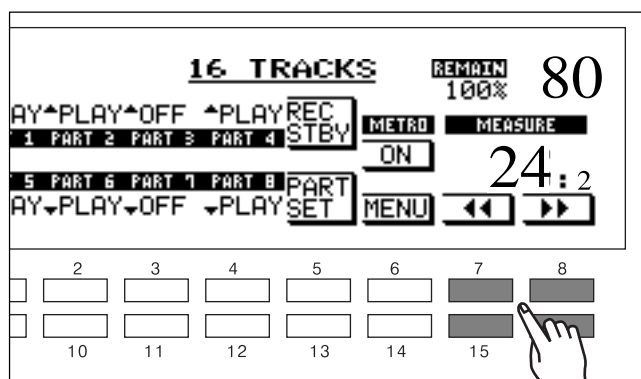 16 TRACKS REMAIN 80
100%
AY PLAY OFF PLAY REC
STBY METRO MEASURE
1 PART 2 PART 3 PART 4
ON 24:2
5 PART 6 PART 7 PART 8 PART
AY PLAY OFF PLAY SET MENU
2 3 4 5 6 7 8
10 11 12 13 14 15